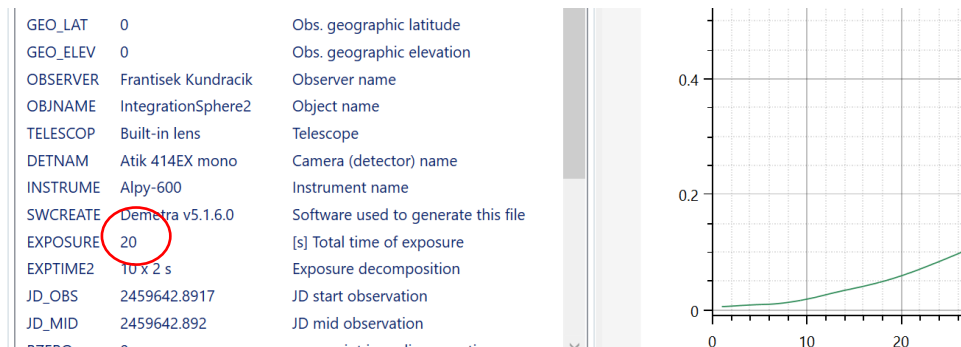 GEO_LAT 0 Obs. geographic latitude
GEO_ELEV 0 Obs. geographic elevation
OBSERVER Frantisek Kundracik Observer name
OBJNAME IntegrationSphere2 Object name
TELESCOP Built-in lens Telescope
DETNAM Atik 414EX mono Camera (detector) name
INSTRUME Alpy-600 Instrument name
SWCREATE Demetra v5.1.6.0 Software used to generate this file
EXPOSURE 20 [s] Total time of exposure
EXPTIME2 10 x 2 s Exposure decomposition
JD_OBS 2459642.8917 JD start observation
JD_MID 2459642.892 JD mid observation
0.4
0.2
0
0 10 20